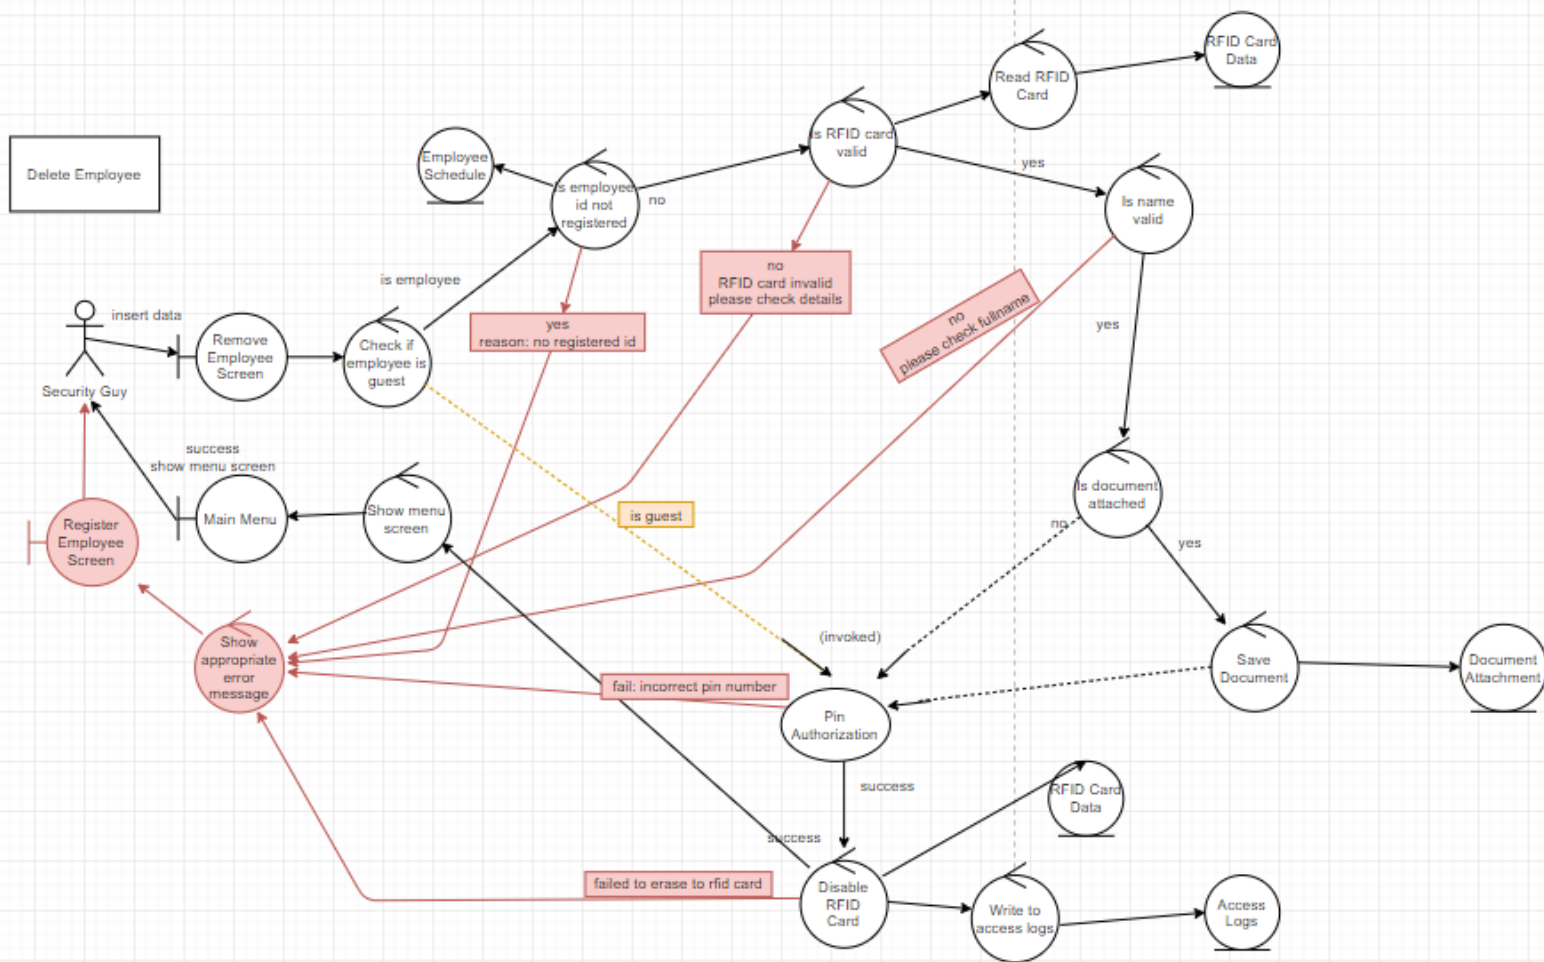 RFID Card
Data
Read RFID
Card
Is RFID card
valid
Employee
Schedule
Is employee
id not
registered
no
yes
Is name
valid
Delete Employee
is employee
no
RFID card invalid
please check details
no
please check fullname
insert data
Remove
Employee
Screen
Check if
employee is
guest
yes
reason: no registered id
yes
Security Guy
success
show menu screen
Main Menu
Show menu
screen
is guest
Is document
attached
no
yes
Register
Employee
Screen
Show
appropriate
error
message
(invoked)
Save
Document
Document
Attachment
fail: incorrect pin number
Pin
Authorization
success
RFID Card
Data
success
failed to erase to rfid card
Disable
RFID
Card
Write to
access logs
Access
Logs